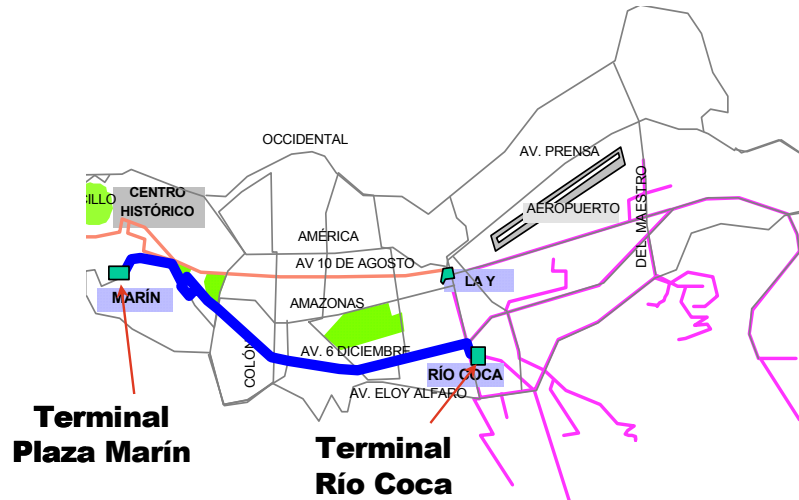 OCCIDENTAL
AV. PRENSA
CENTRO
HISTÓRICO
CILLO
AEROPUERTO
DEL MAESTRO
AMÉRICA
AV 10 DE AGOSTO
LA Y
MARÍN
AMAZONAS
COLÓN
AV. 6 DICIEMBRE
RÍO COCA
AV. ELOY ALFARO
Terminal
Plaza Marín
Terminal
Río Coca